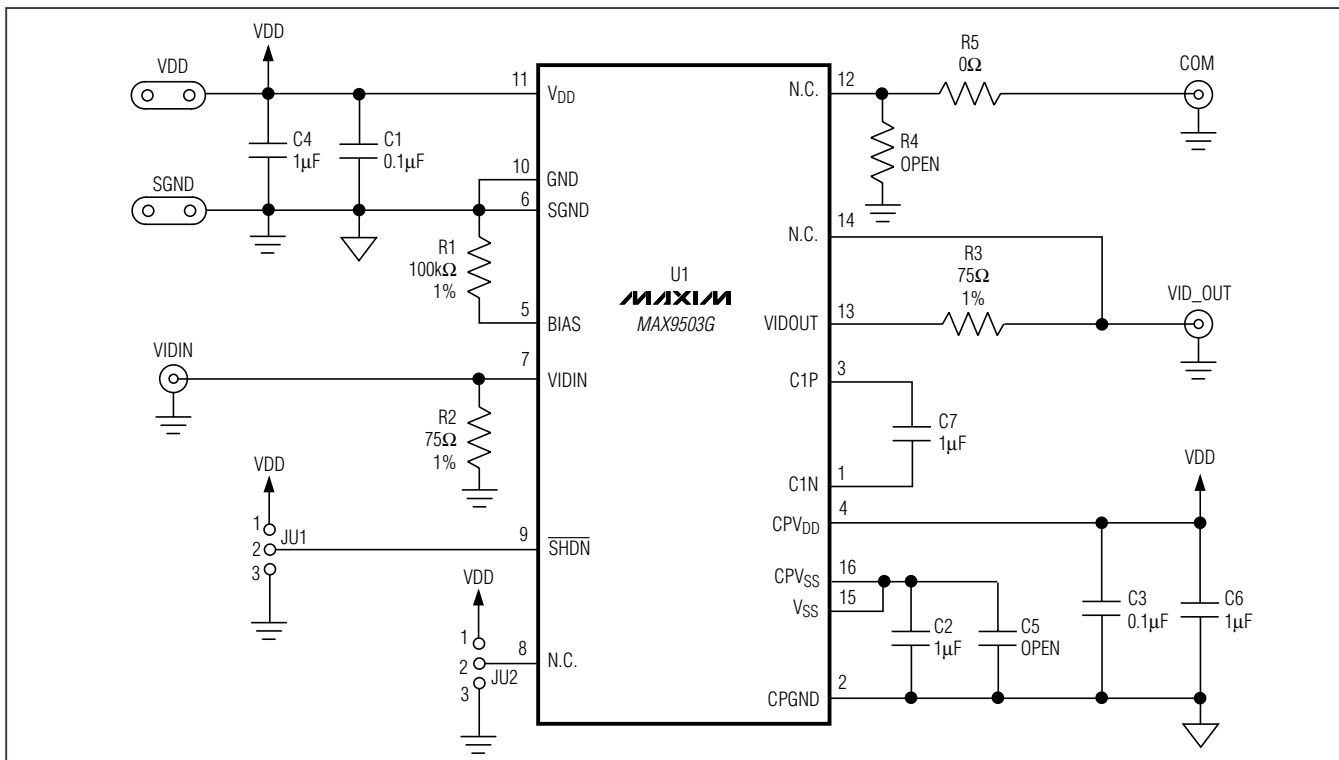 VDD
VDD
C4
1µF
C1
0.1µF
SGND
R1
100kΩ
1%
VIDIN
R2
75Ω
1%
VDD
1
2
3
JU1
VDD
1
2
3
JU2
11
VDD
10
GND
6
SGND
5
BIAS
7
VIDIN
9
SHDN
8
N.C.
U1
MAXIM
MAX9503G
N.C.
12
R5
0Ω
COM
R4
OPEN
N.C.
14
R3
75Ω
1%
VIDOUT
13
VID_OUT
C1P
3
C7
1µF
C1N
1
VDD
CPVDD
4
CPVSS
16
VSS
15
C2
1µF
C5
OPEN
C3
0.1µF
C6
1µF
CPGND
2